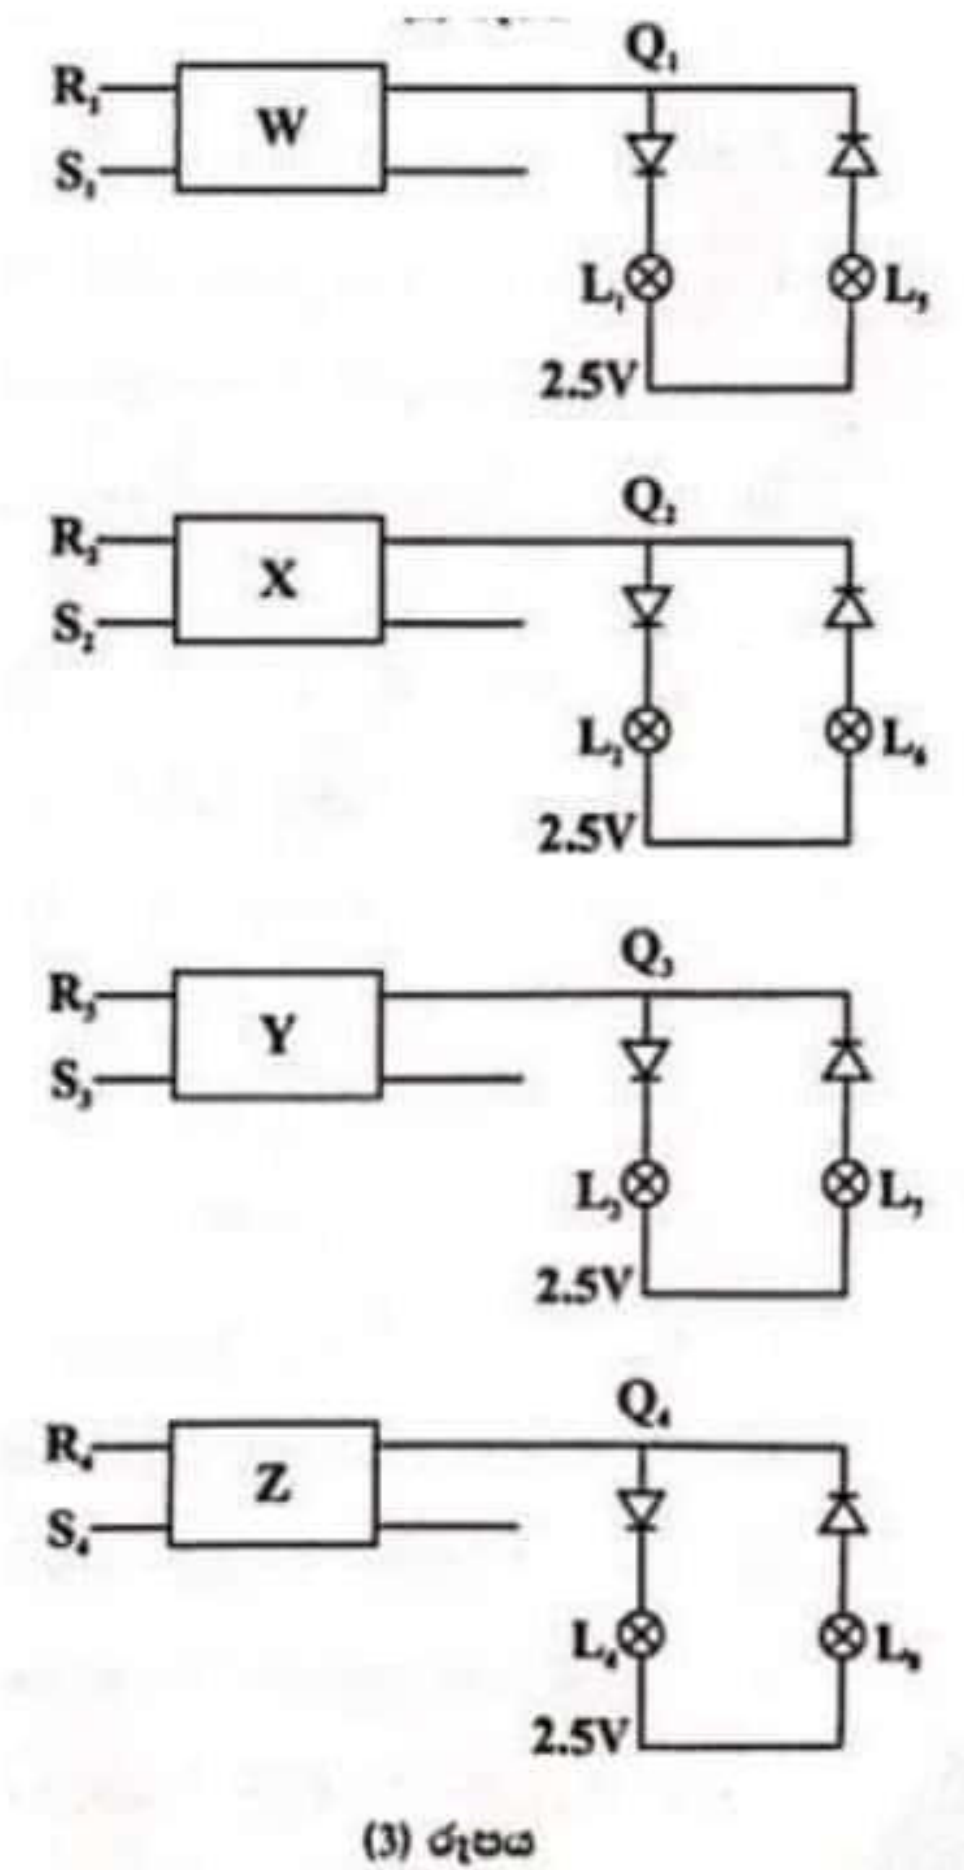 Q₁
R₁ W
S₁
L₁ L₅
2.5V
Q₂
R₂ X
S₂
L₂ L₆
2.5V
Q₃
R₃ Y
S₃
L₃ L₇
2.5V
Q₄
R₄ Z
S₄
L₄ L₈
2.5V
(3) රූපය